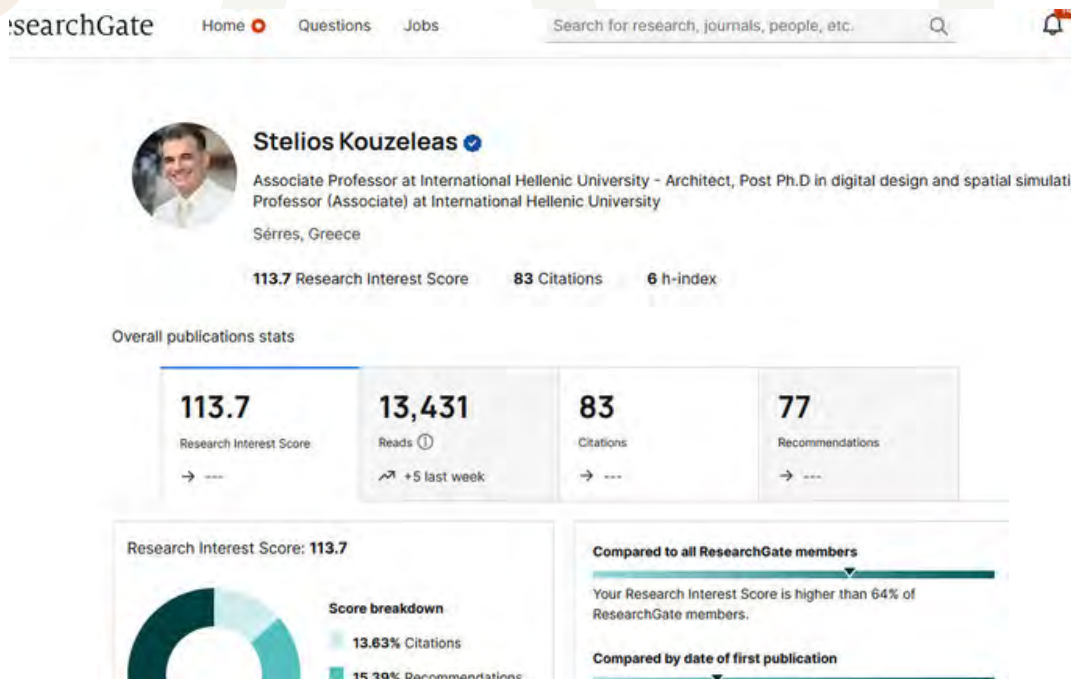 esearchGate
Home Questions Jobs
Search for research, journals, people, etc.
Stelios Kouzeleas
Associate Professor at International Hellenic University - Architect, Post Ph.D in digital design and spatial simulati
Professor (Associate) at International Hellenic University
Sérres, Greece
113.7 Research Interest Score 83 Citations 6 h-index
Overall publications stats
113.7 13,431 83 77
Research Interest Score Reads Citations Recommendations
→ --- +5 last week → --- → ---
Research Interest Score: 113.7
Score breakdown
13.63% Citations
15.39% Recommendations
Compared to all ResearchGate members
Your Research Interest Score is higher than 64% of
ResearchGate members.
Compared by date of first publication